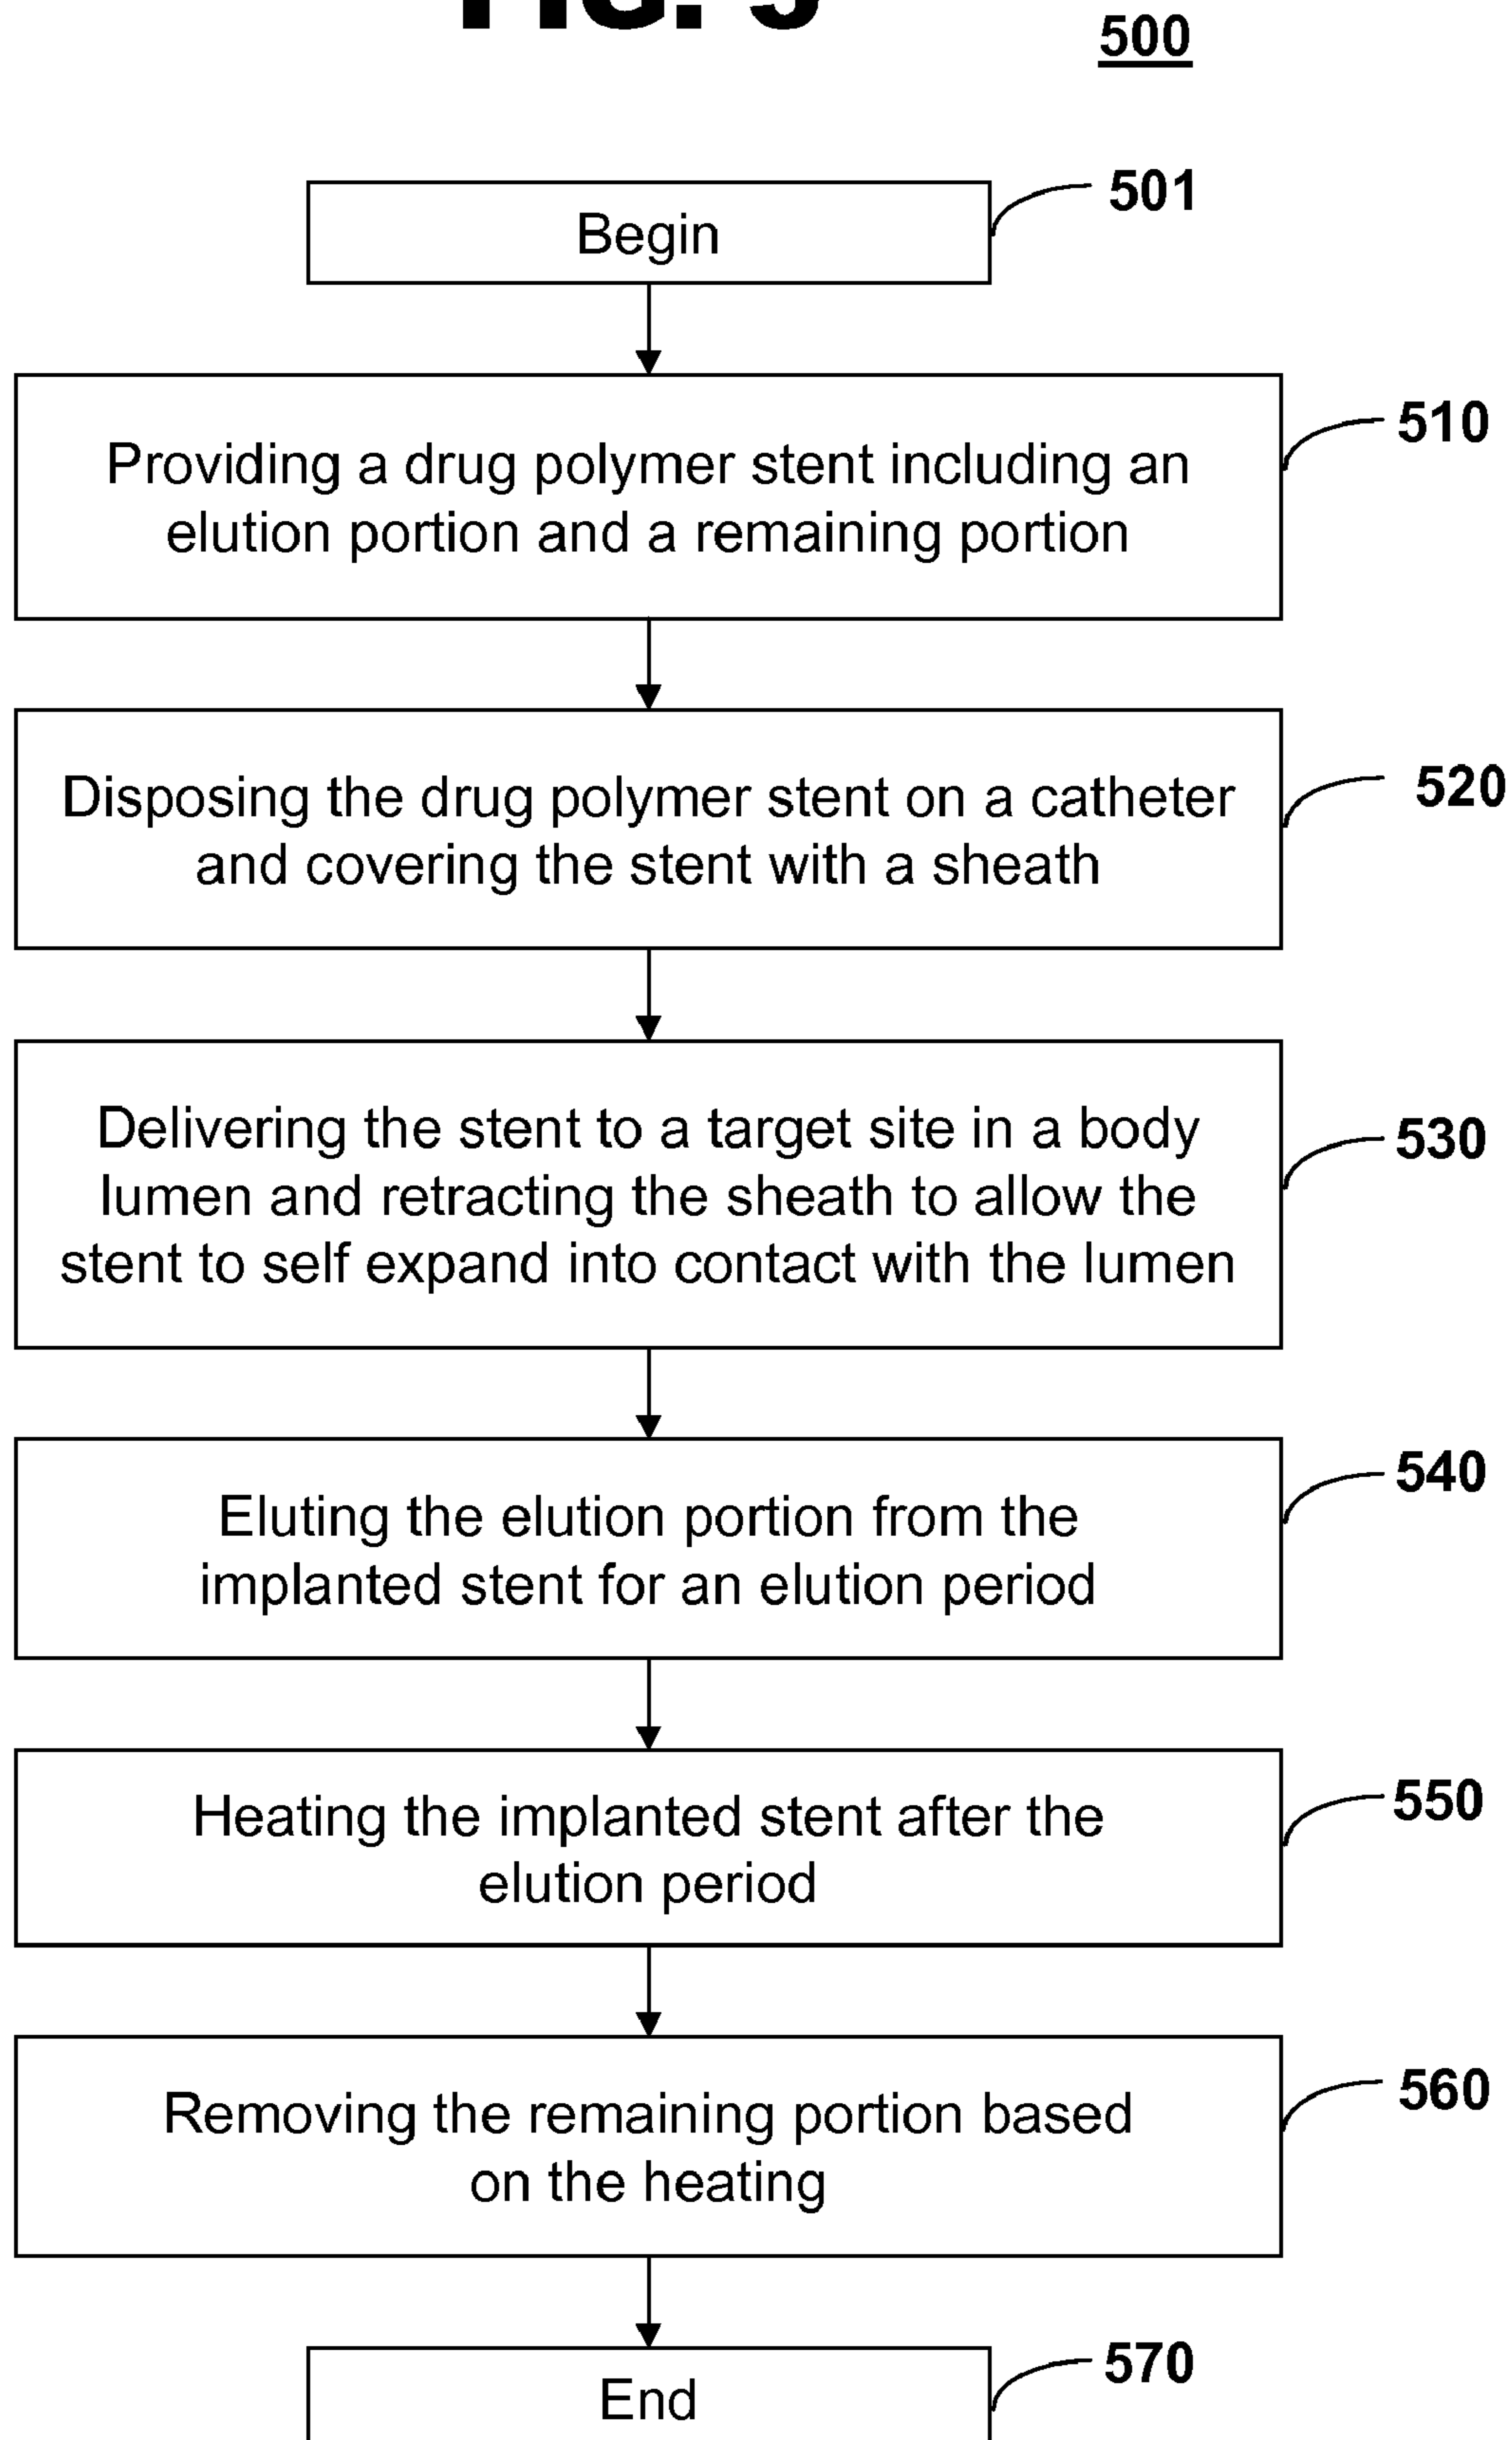 FIG. 5
500
Begin
501
Providing a drug polymer stent including an
elution portion and a remaining portion
510
Disposing the drug polymer stent on a catheter
and covering the stent with a sheath
520
Delivering the stent to a target site in a body
lumen and retracting the sheath to allow the
stent to self expand into contact with the lumen
530
Eluting the elution portion from the
implanted stent for an elution period
540
Heating the implanted stent after the
elution period
550
Removing the remaining portion based
on the heating
560
End
570